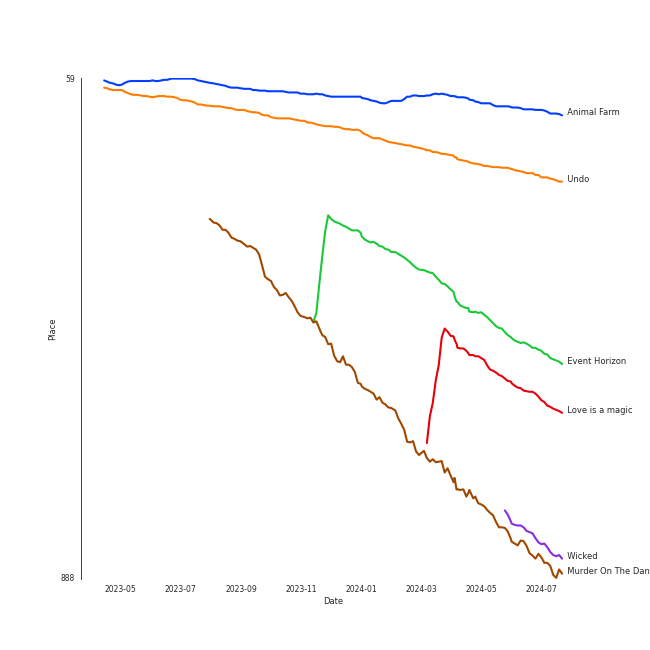 59
Animal Farm
Undo
Place
Event Horizon
Love is a magic
Wicked
Murder On The Dan
888
2023-05 2023-07 2023-09 2023-11 2024-01 2024-03 2024-05 2024-07
Date